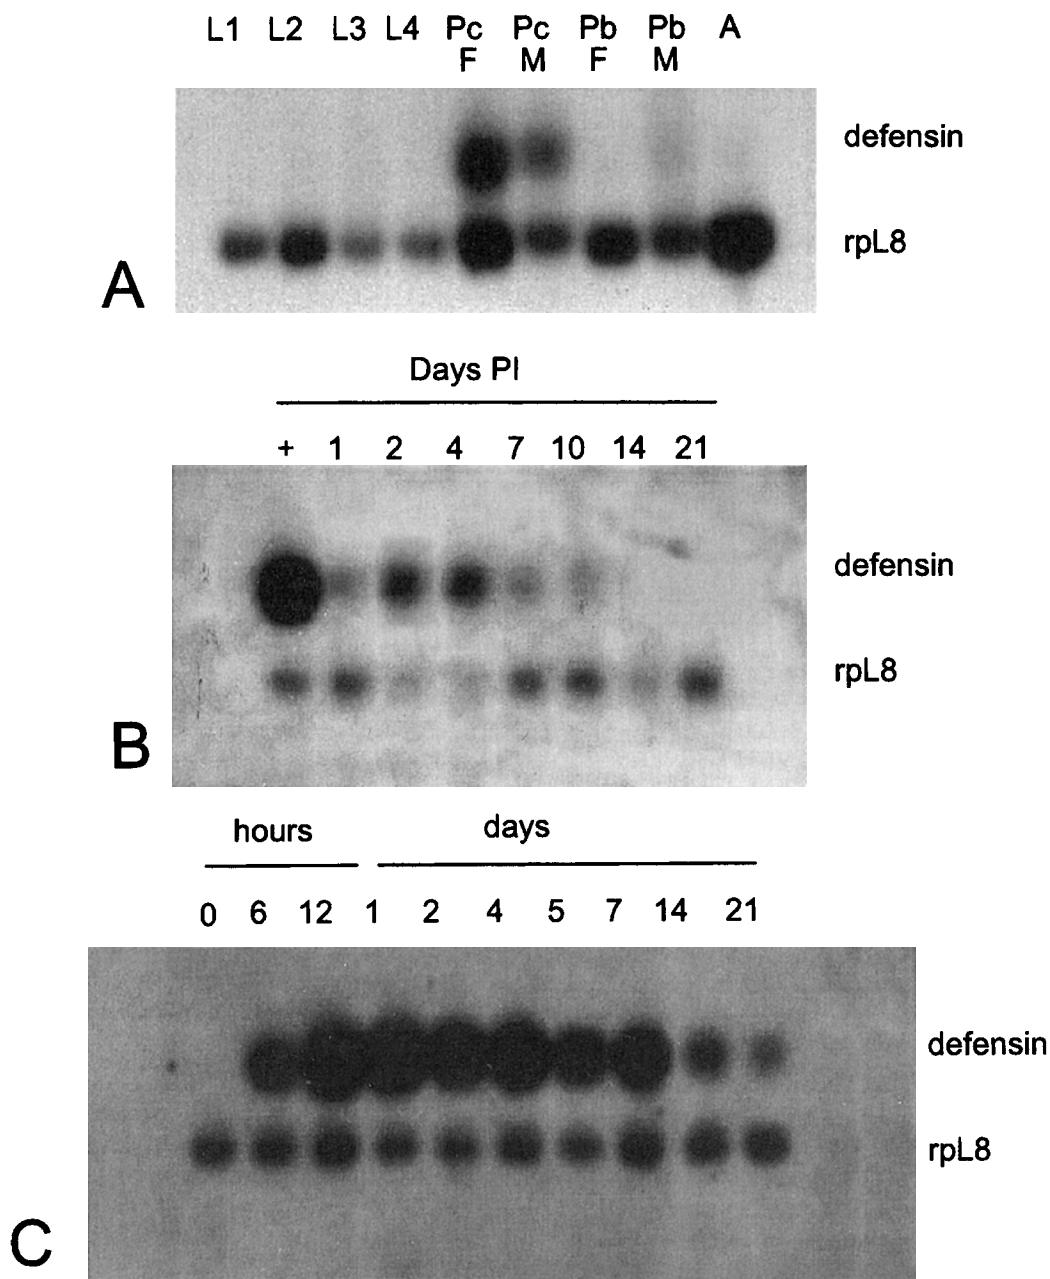 L1 L2 L3 L4 Pc Pc Pb Pb A
F M F M
defensin
rpL8
A
Days PI
+ 1 2 4 7 10 14 21
defensin
rpL8
B
hours days
0 6 12 1 2 4 5 7 14 21
defensin
rpL8
C